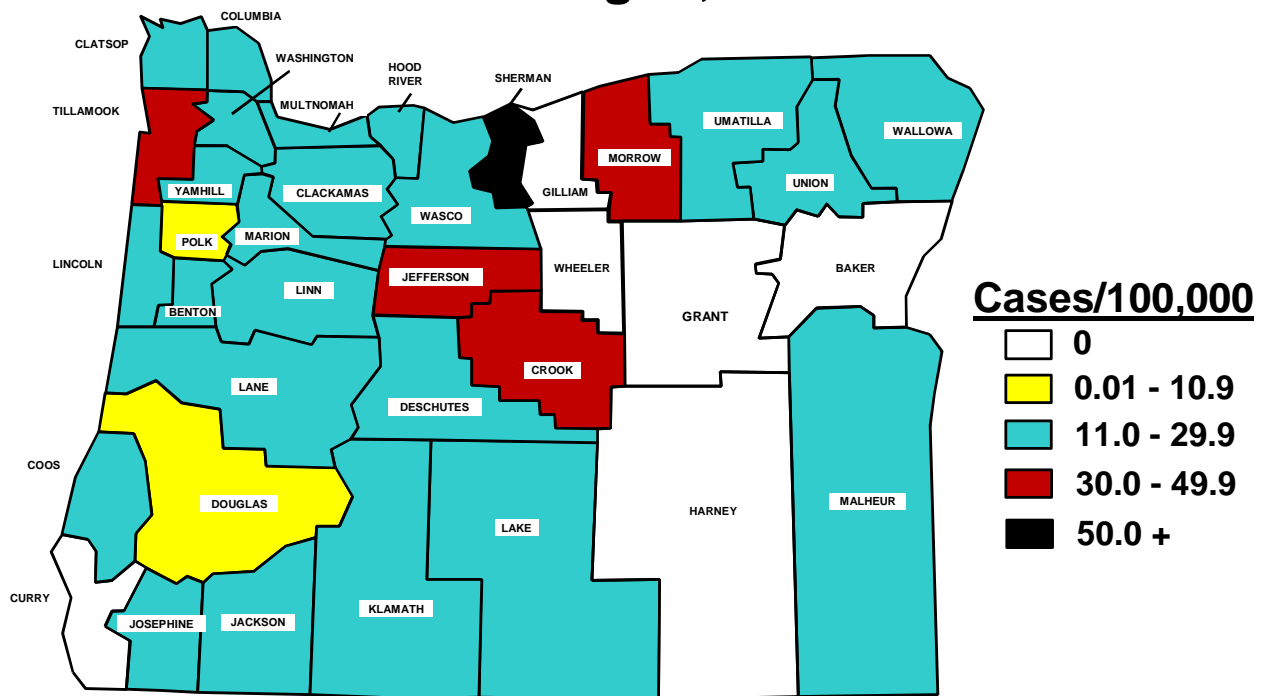 COLUMBIA
CLATSOP
WASHINGTON
HOOD
RIVER
SHERMAN
TILLAMOOK
MULTNOMAH
UMATILLA
WALLOWA
MORROW
UNION
YAMHILL
CLACKAMAS
GILLIAM
WASCO
POLK
MARION
LINCOLN
JEFFERSON
WHEELER
BAKER
LINN
BENTON
GRANT
CROOK
LANE
DESCHUTES
COOS
DOUGLAS
LAKE
HARNEY
MALHEUR
CURRY
JOSEPHINE
JACKSON
KLAMATH
Cases/100,000
0
0.01 - 10.9
11.0 - 29.9
30.0 - 49.9
50.0 +